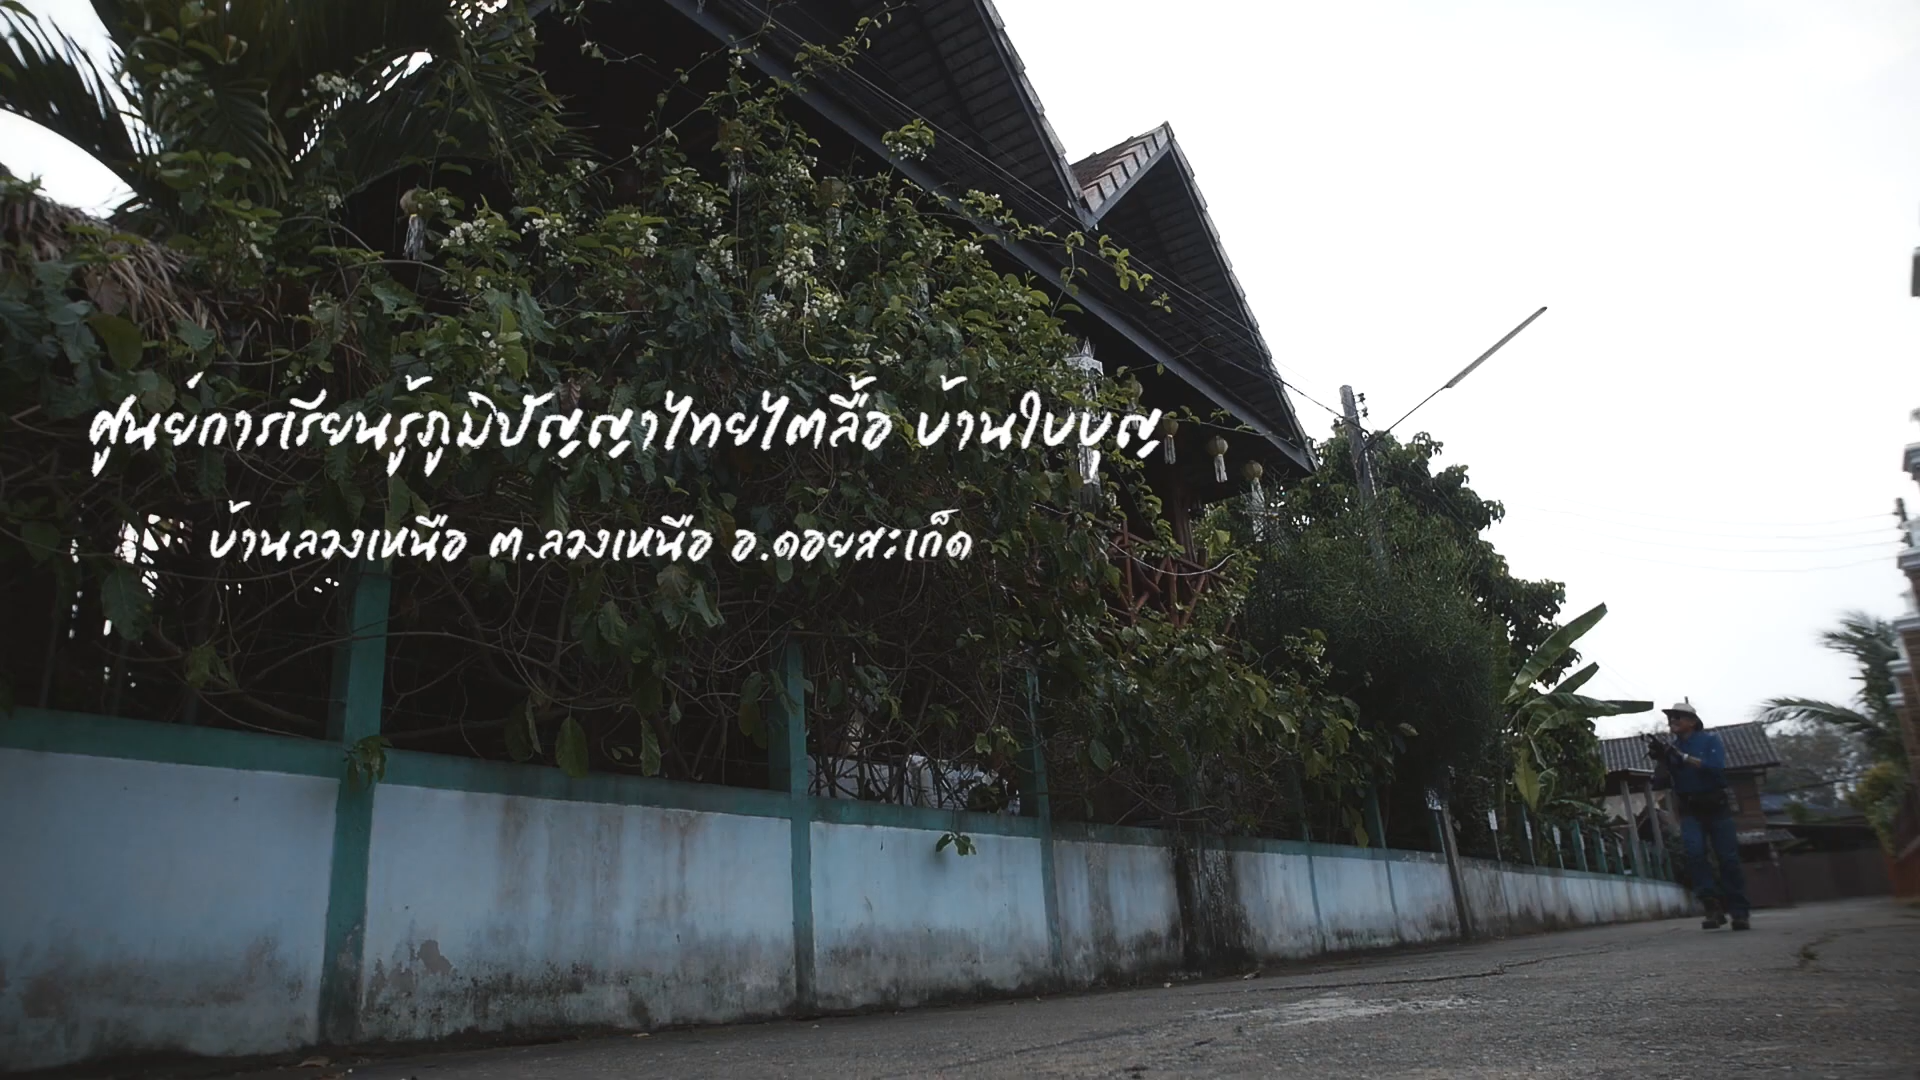 ศูนย์การเรียนรู้ภูมิปัญญาไทยไตลื้อ บ้านใบบุญ
บ้านลวงเหนือ ต.ลวงเหนือ อ.ดอยสะเก็ด